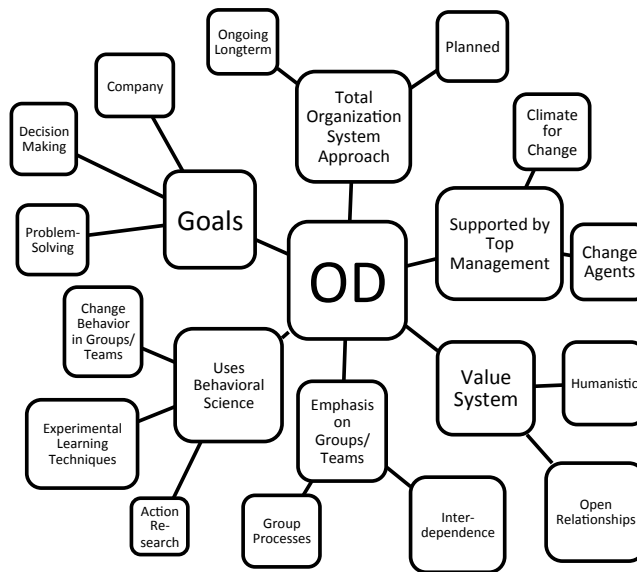 Ongoing
Longterm
Planned
Total
Organization
System
Approach
Company
Climate
for
Change
Decision
Making
Goals
Supported by
Top
Management
Change
Agents
Problem-
Solving
OD
Change
Behavior
in Groups/
Teams
Uses
Behavioral
Science
Value
System
Humanistic
Emphasis
on
Groups/
Teams
Experimental
Learning
Techniques
Action
Re-
search
Group
Processes
Inter-
dependence
Open
Relationships